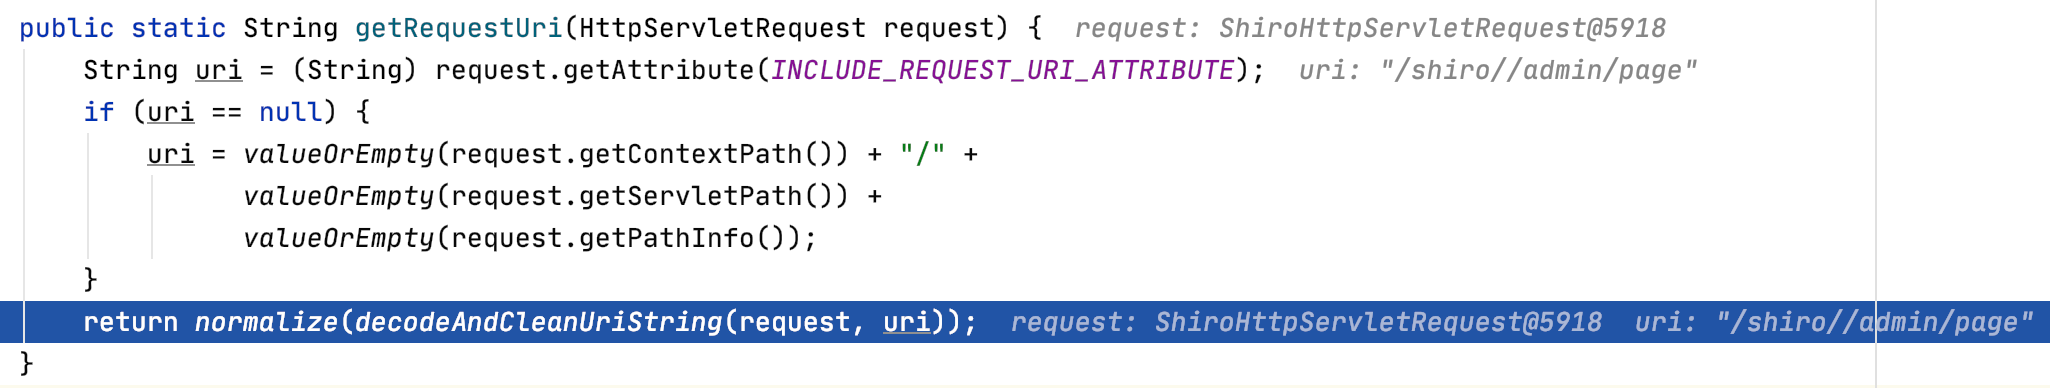 public static String getRequestUri(HttpServletRequest request) {  request: ShiroHttpServletRequest@5918
    String uri = (String) request.getAttribute(INCLUDE_REQUEST_URI_ATTRIBUTE);  uri: "/shiro//admin/page"
    if (uri == null) {
        uri = valueOrEmpty(request.getContextPath()) + "/" +
              valueOrEmpty(request.getServletPath()) +
              valueOrEmpty(request.getPathInfo());
    }
    return normalize(decodeAndCleanUriString(request, uri));  request: ShiroHttpServletRequest@5918  uri: "/shiro//admin/page"
}